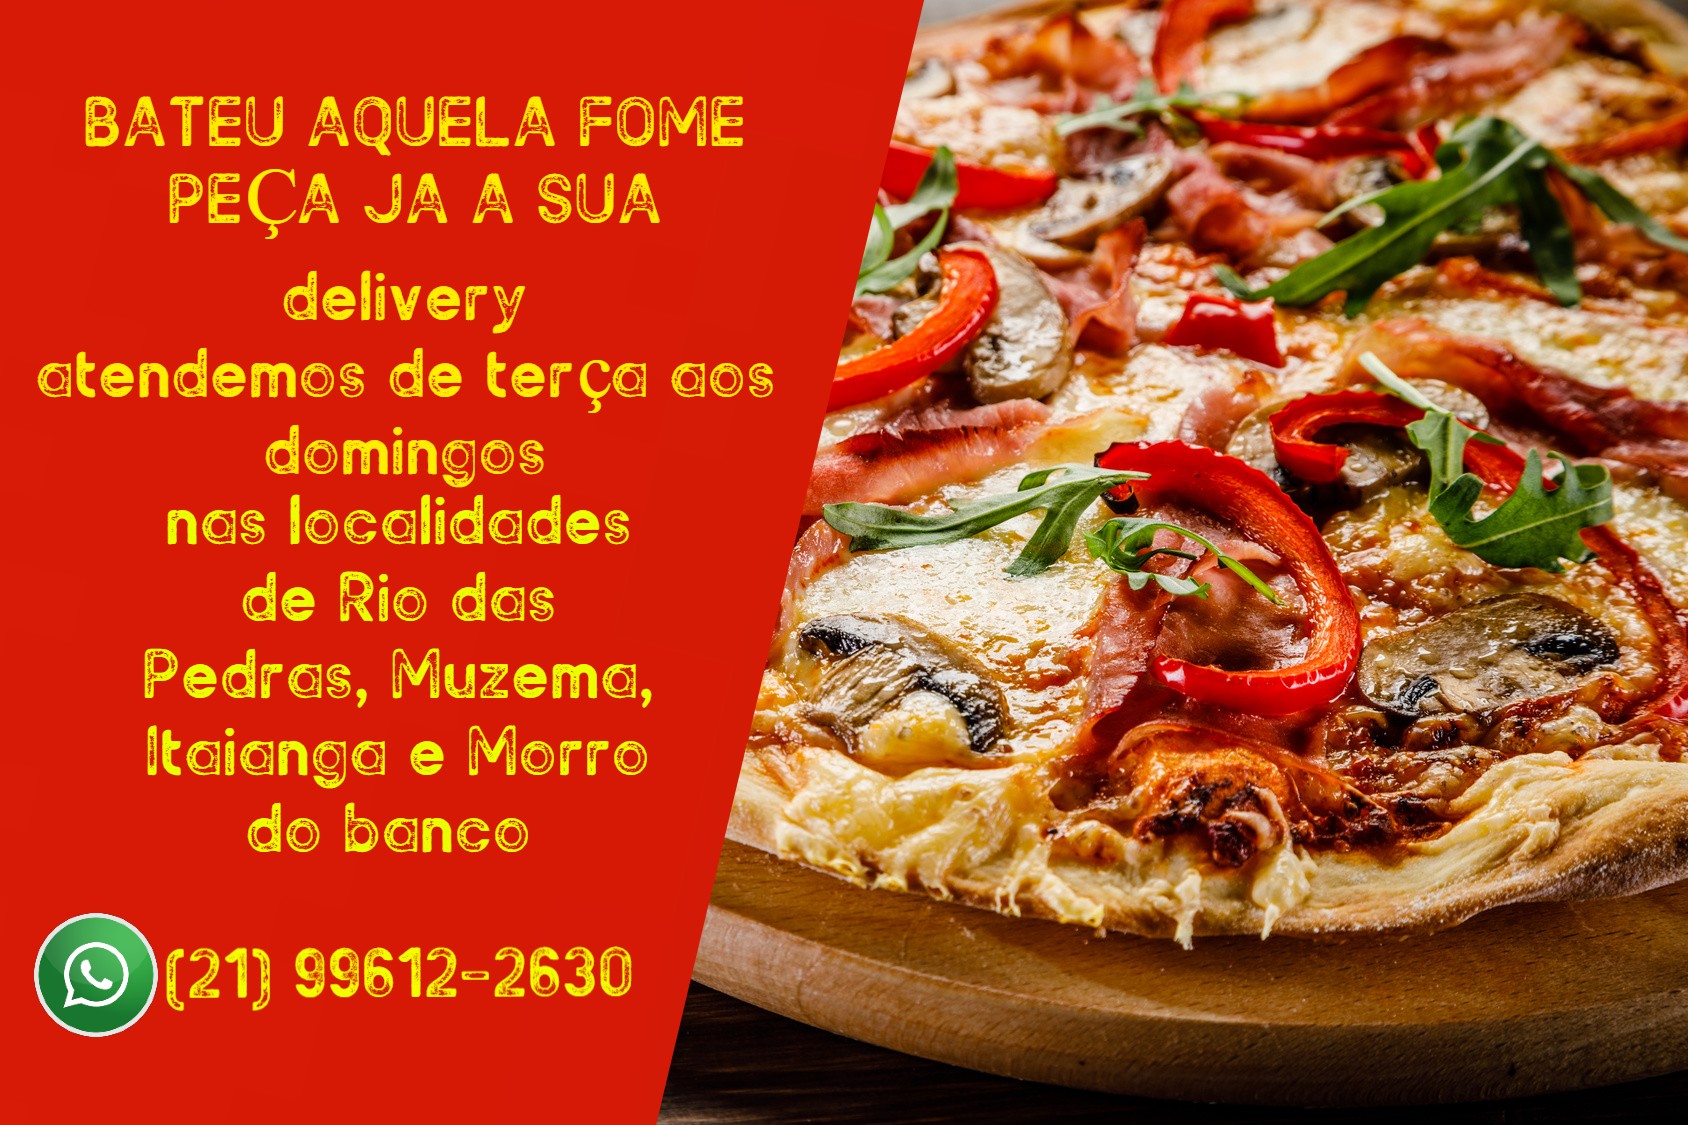 BATEU AQUELA FOME
PEÇA JA A SUA
delivery
atendemos de terça aos
domingos
nas localidades
de Rio das
Pedras, Muzema,
Itaianga e Morro
do banco
(21) 99612-2630